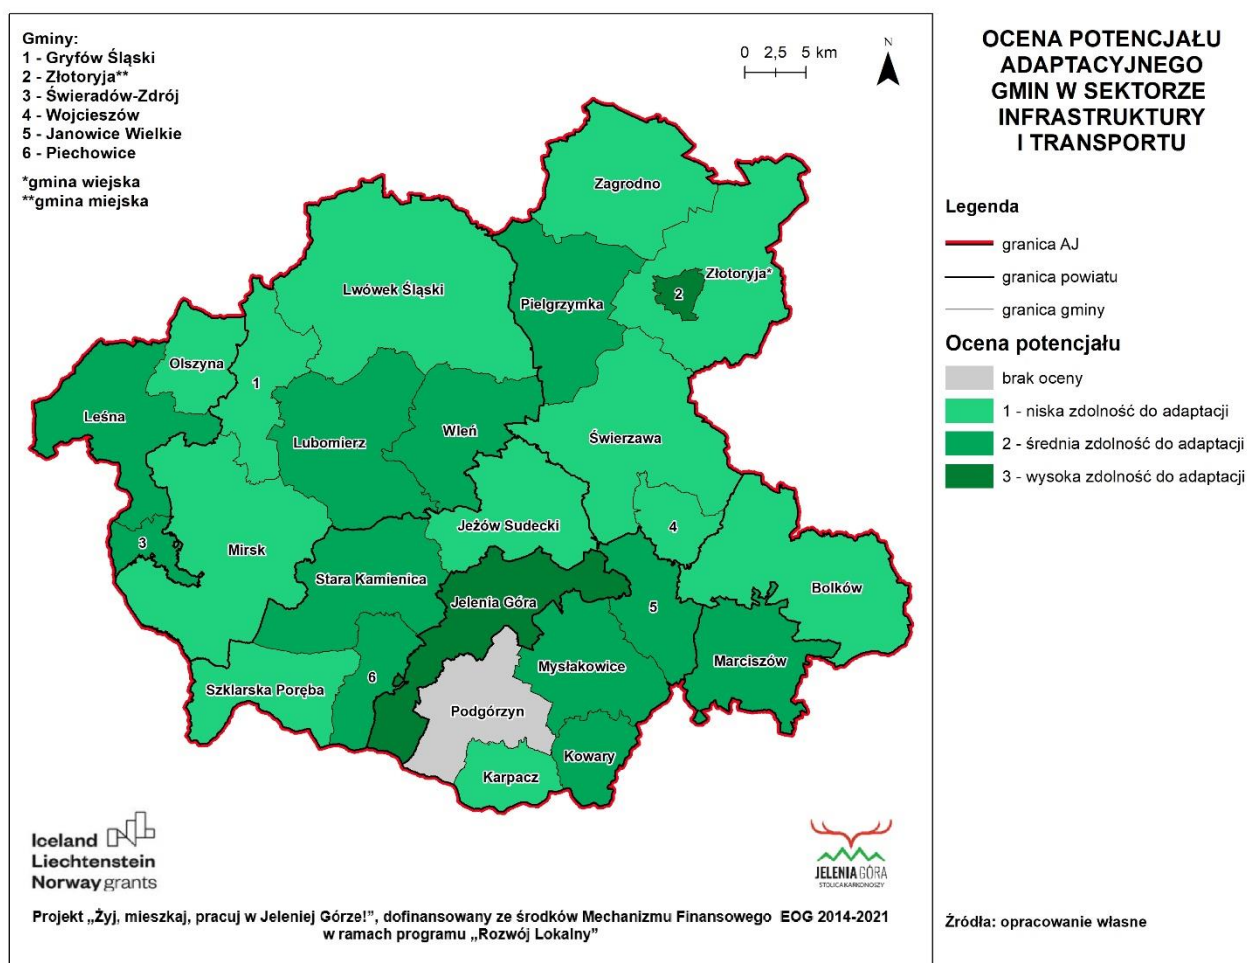 Gminy:
1 - Gryfów Śląski
2 - Złotoryja**
3 - Świeradów-Zdrój
4 - Wojcieszów
5 - Janowice Wielkie
6 - Piechowice
*gmina wiejska
**gmina miejska
0 2,5 5 km
N
OCENA POTENCJAŁU
ADAPTACYJNEGO
GMIN W SEKTORZE
INFRASTRUKTURY
I TRANSPORTU
Legenda
granica AJ
granica powiatu
granica gminy
Ocena potencjału
brak oceny
1 - niska zdolność do adaptacji
2 - średnia zdolność do adaptacji
3 - wysoka zdolność do adaptacji
Zagrodno
Złotoryja*
2
Lwówek Śląski
Pielgrzymka
Olszyna
1
Leśna
Lubomierz
Wleń
Świerzawa
Jeżów Sudecki
4
3
Mirsk
Stara Kamienica
Jelenia Góra
5
Bolków
Mysłakowice
Marciszów
6
Szklarska Poręba
Podgórzyn
Kowary
Karpacz
Iceland
Liechtenstein
Norway grants
JELENIA GÓRA
STOLICA KARKONOSZY
Projekt „Żyj, mieszkaj, pracuj w Jeleniej Górze!”, dofinansowany ze środków Mechanizmu Finansowego EOG 2014-2021
w ramach programu „Rozwój Lokalny”
Źródła: opracowanie własne